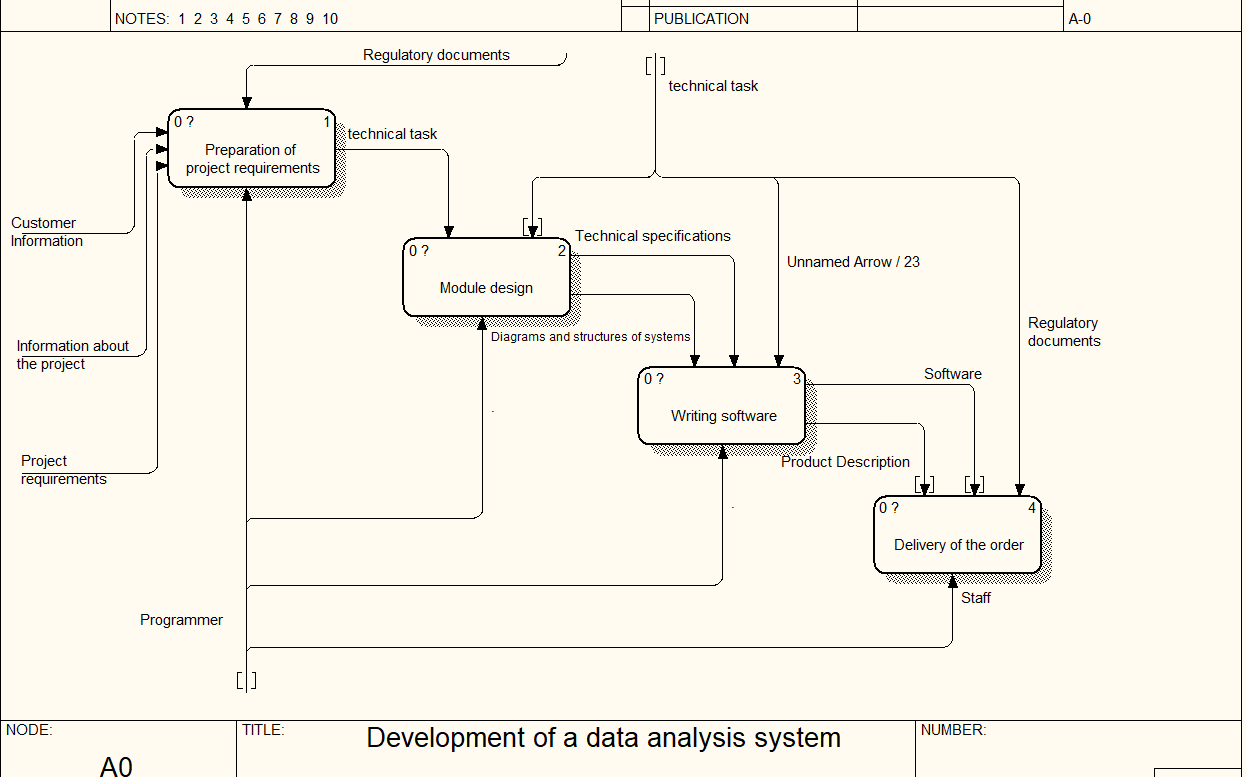 NOTES: 1 2 3 4 5 6 7 8 9 10
PUBLICATION
A-0
Regulatory documents
technical task
0 ?
1
Preparation of
project requirements
technical task
Customer
Information
0 ?
2
Module design
Technical specifications
Unnamed Arrow / 23
Diagrams and structures of systems
Regulatory
documents
Information about
the project
0 ?
3
Writing software
Software
Project
requirements
Product Description
0 ?
4
Delivery of the order
Staff
Programmer
NODE:
A0
TITLE:
Development of a data analysis system
NUMBER: